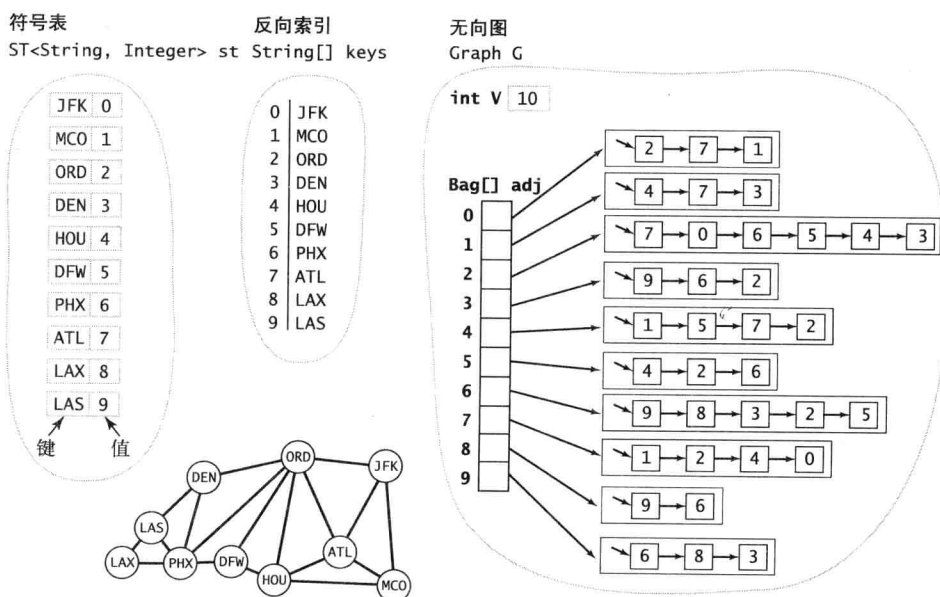 符号表
ST<String, Integer> st
JFK 0
MCO 1
ORD 2
DEN 3
HOU 4
DFW 5
PHX 6
ATL 7
LAX 8
LAS 9
键 值
反向索引
String[] keys
0 JFK
1 MCO
2 ORD
3 DEN
4 HOU
5 DFW
6 PHX
7 ATL
8 LAX
9 LAS
无向图
Graph G
int V 10
Bag[] adj
0
1
2
3
4
5
6
7
8
9
2 7 1
4 7 3
7 0 6 5 4 3
9 6 2
1 5 7 2
4 2 6
9 8 3 2 5
1 2 4 0
9 6
6 8 3
ORD
JFK
DEN
LAS
LAX
PHX
DFW
ATL
HOU
MCO